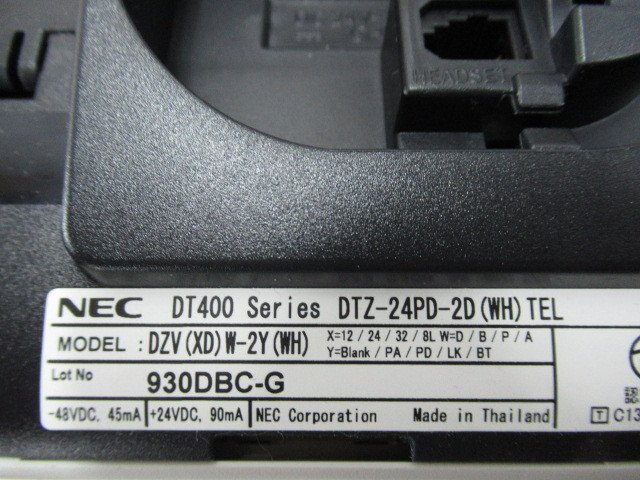 HEADSET
NEC DT400 Series DTZ-24PD-2D(WH)TEL
MODEL : DZV(XD)W-2Y(WH) X=12 / 24 / 32 / 8L W=D / B / P / A
Y=Blank / PA / PD / LK / BT
Lot No 930DBC-G
-48VDC, 45mA +24VDC, 90mA NEC Corporation Made in Thailand
T C13